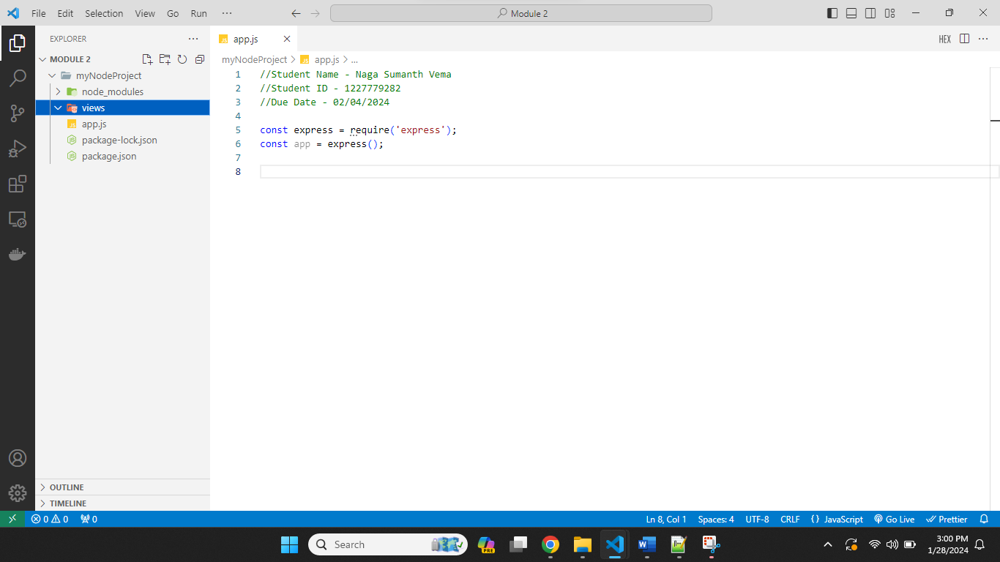 File Edit Selection View Go Run ··· Module 2
EXPLORER ···
MODULE 2
myNodeProject
node_modules
views
app.js
package-lock.json
package.json
OUTLINE
TIMELINE
JS app.js HEX ···
myNodeProject > JS app.js > ...
1 //Student Name - Naga Sumanth Vema
2 //Student ID - 1227779282
3 //Due Date - 02/04/2024
4
5 const express = require('express');
6 const app = express();
7
8
0 0 0 Ln 8, Col 1 Spaces: 4 UTF-8 CRLF {} JavaScript Go Live Prettier
Search PRE 3:00 PM
1/28/2024